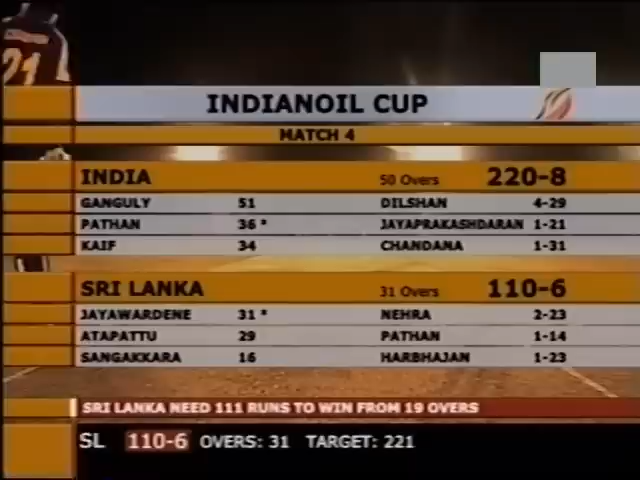 21
INDIANOIL CUP
MATCH 4
INDIA 50 Overs 220-8
GANGULY 51 DILSHAN 4-29
PATHAN 36 * JAYAPRAKASHDARAN 1-21
KAIF 34 CHANDANA 1-31
SRI LANKA 31 Overs 110-6
JAYAWARDENE 31 * NEHRA 2-23
ATAPATTU 29 PATHAN 1-14
SANGAKKARA 16 HARBHAJAN 1-23
SRI LANKA NEED 111 RUNS TO WIN FROM 19 OVERS
SL 110-6 OVERS: 31 TARGET: 221